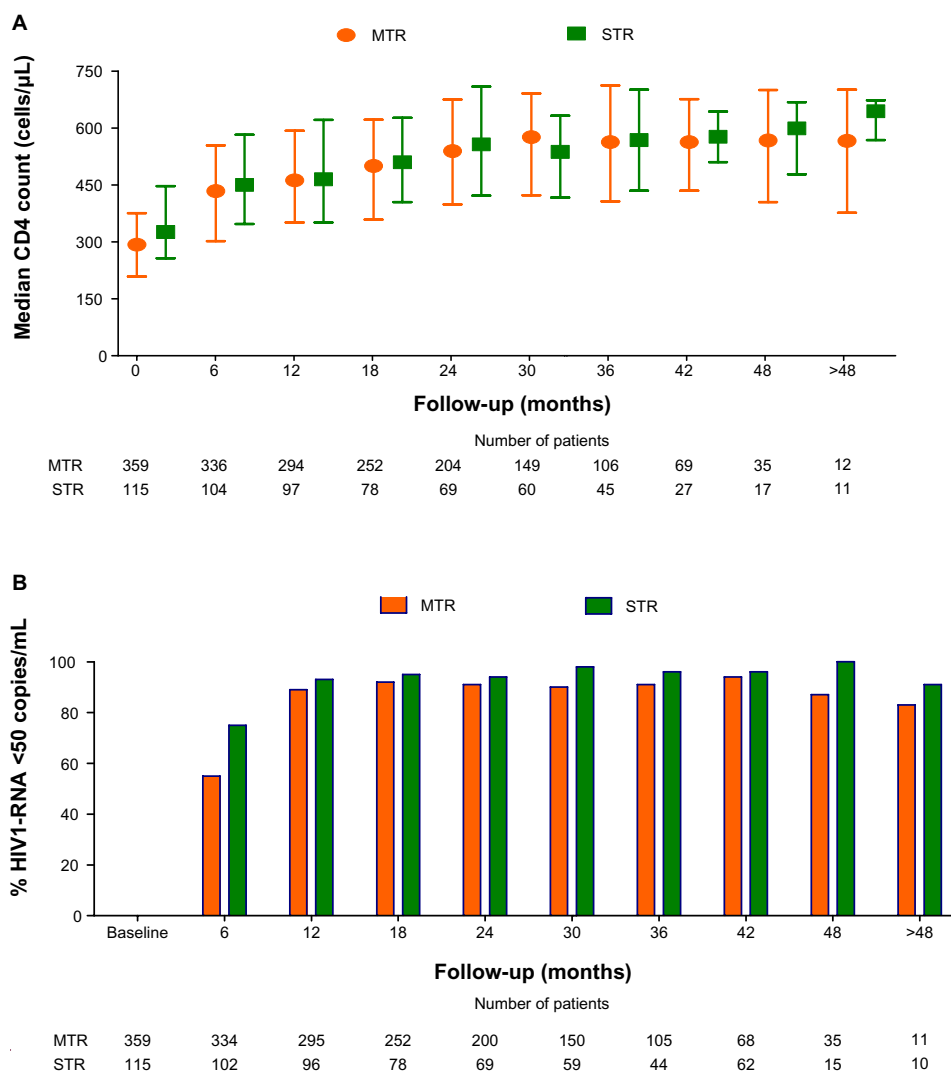 A
MTR STR
Median CD4 count (cells/µL)
750
600
450
300
150
0
0 6 12 18 24 30 36 42 48 >48
Follow-up (months)
Number of patients
MTR 359 336 294 252 204 149 106 69 35 12
STR 115 104 97 78 69 60 45 27 17 11
B
MTR STR
% HIV1-RNA <50 copies/mL
100
80
60
40
20
0
Baseline 6 12 18 24 30 36 42 48 >48
Follow-up (months)
Number of patients
MTR 359 334 295 252 200 150 105 68 35 11
STR 115 102 96 78 69 59 44 62 15 10